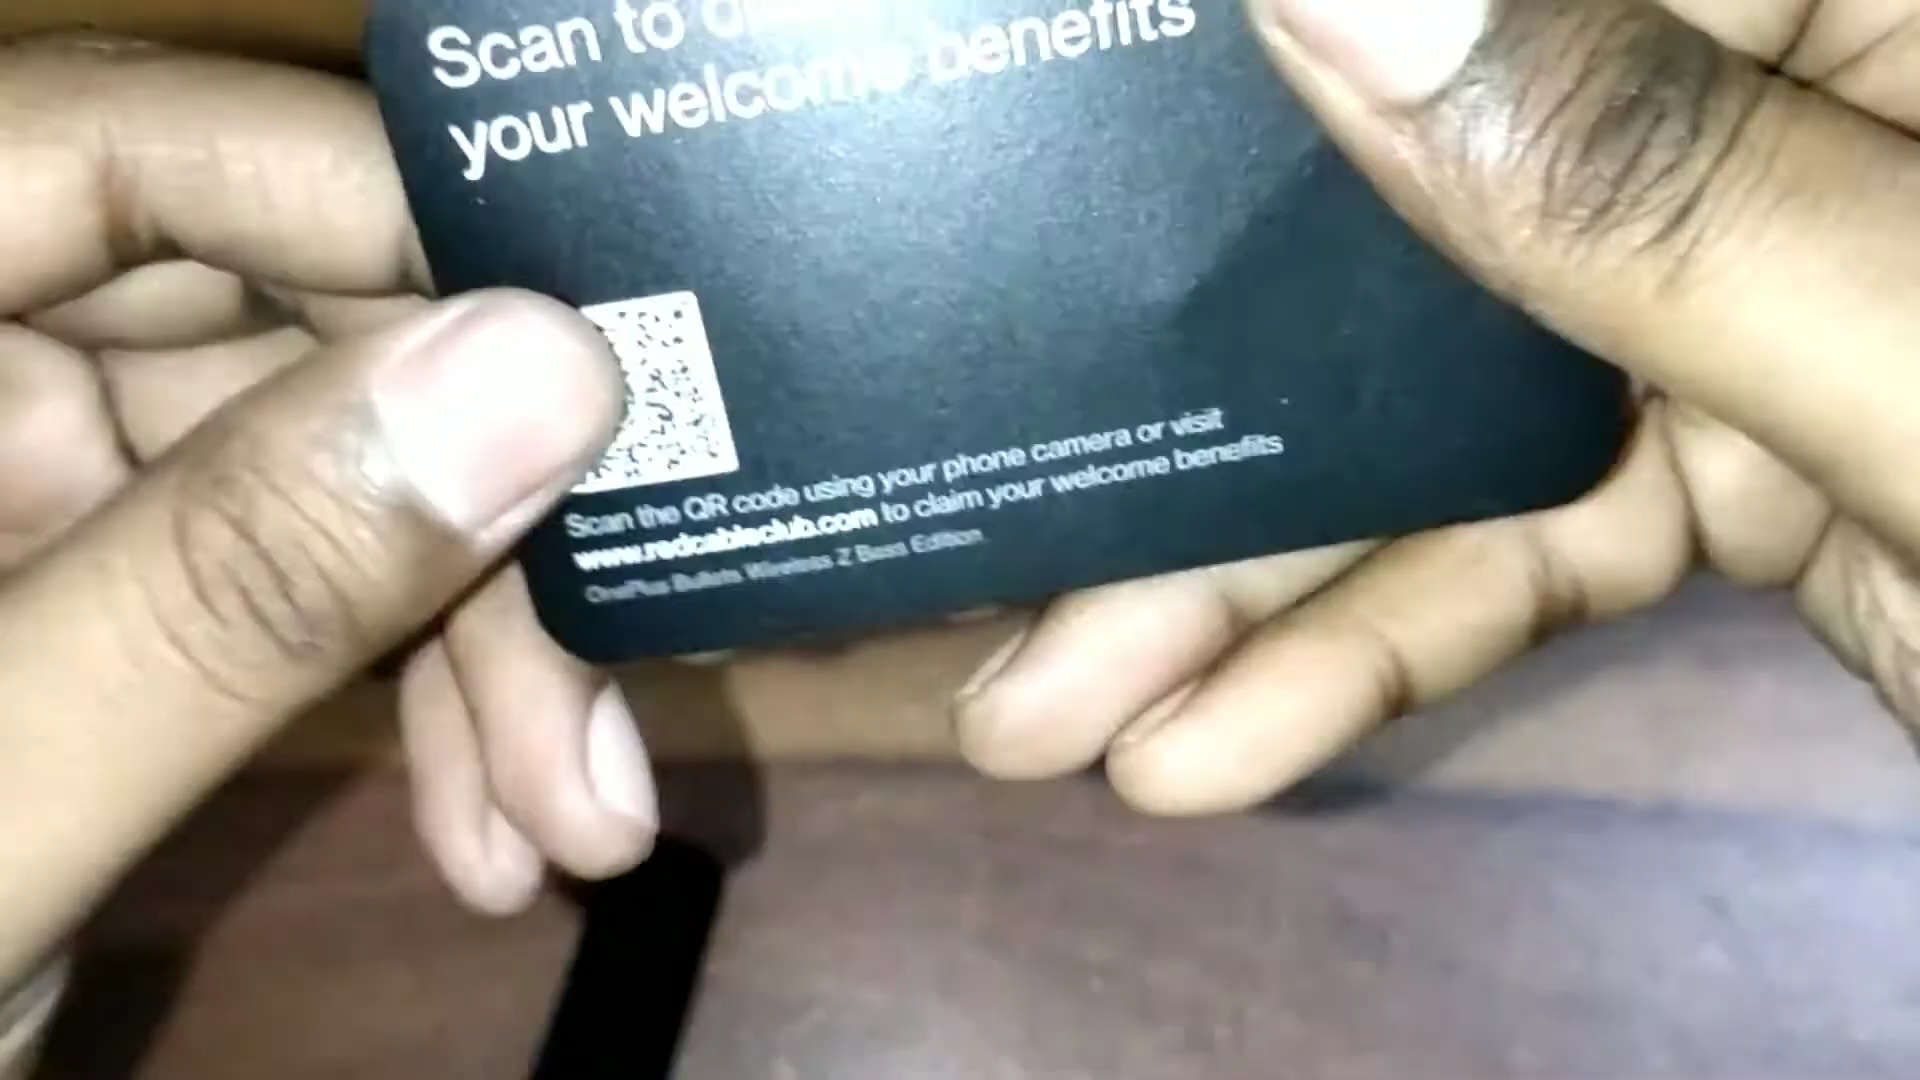 Scan to
your welcome benefits
Scan the QR code using your phone camera or visit
www.redcableclub.com to claim your welcome benefits
OnePlus Bullets Wireless Z Bass Edition